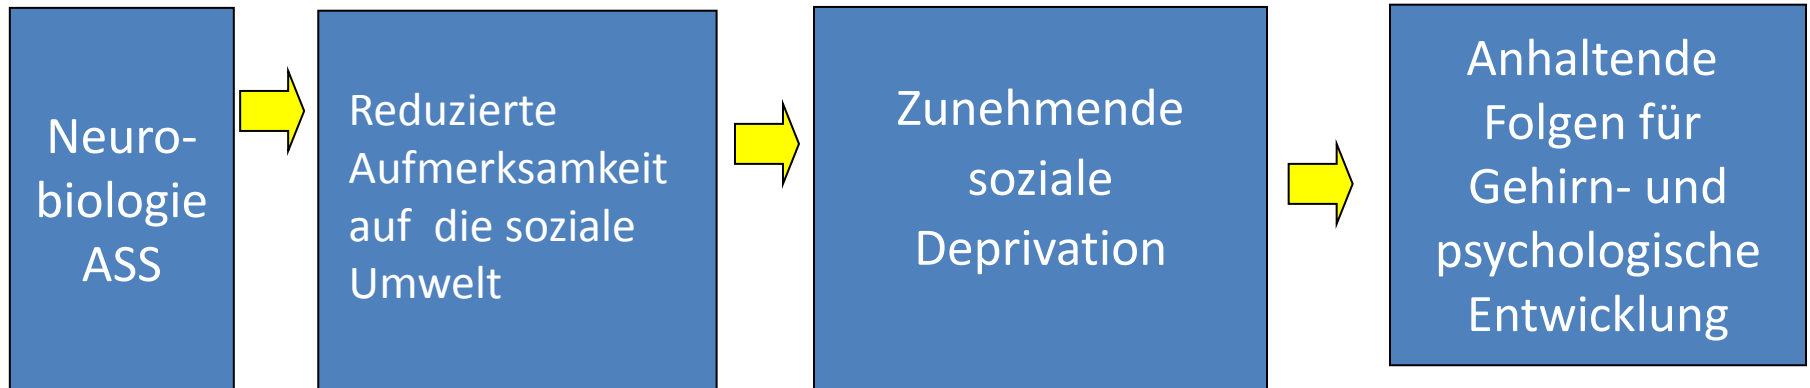 Neuro-
biologie
ASS
Reduzierte
Aufmerksamkeit
auf  die soziale
Umwelt
Zunehmende
soziale
Deprivation
Anhaltende
Folgen für
Gehirn- und
psychologische
Entwicklung